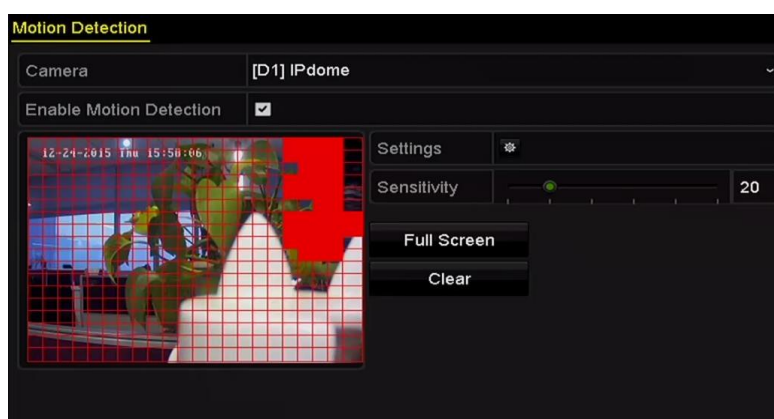 Motion Detection
Camera [D1] IPdome
Enable Motion Detection
12-24-2015 Thu 15:58:06
Settings
Sensitivity 20
Full Screen
Clear